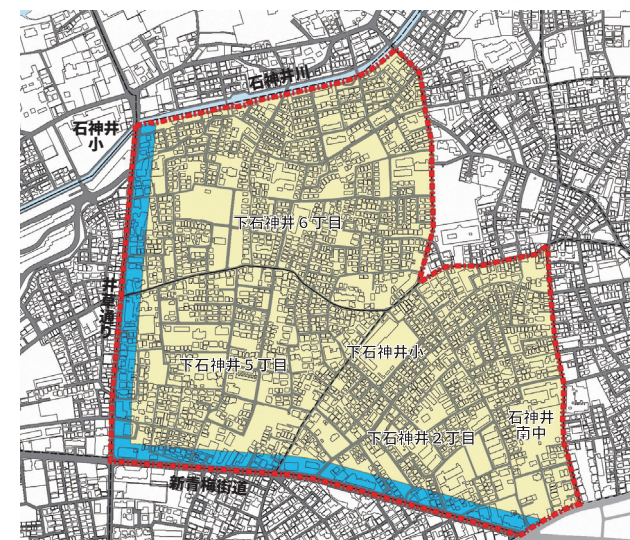 石神井川
石神井
小
下石神井６丁目
井草通り
下石神井小
下石神井５丁目
石神井
南中
下石神井２丁目
新青梅街道